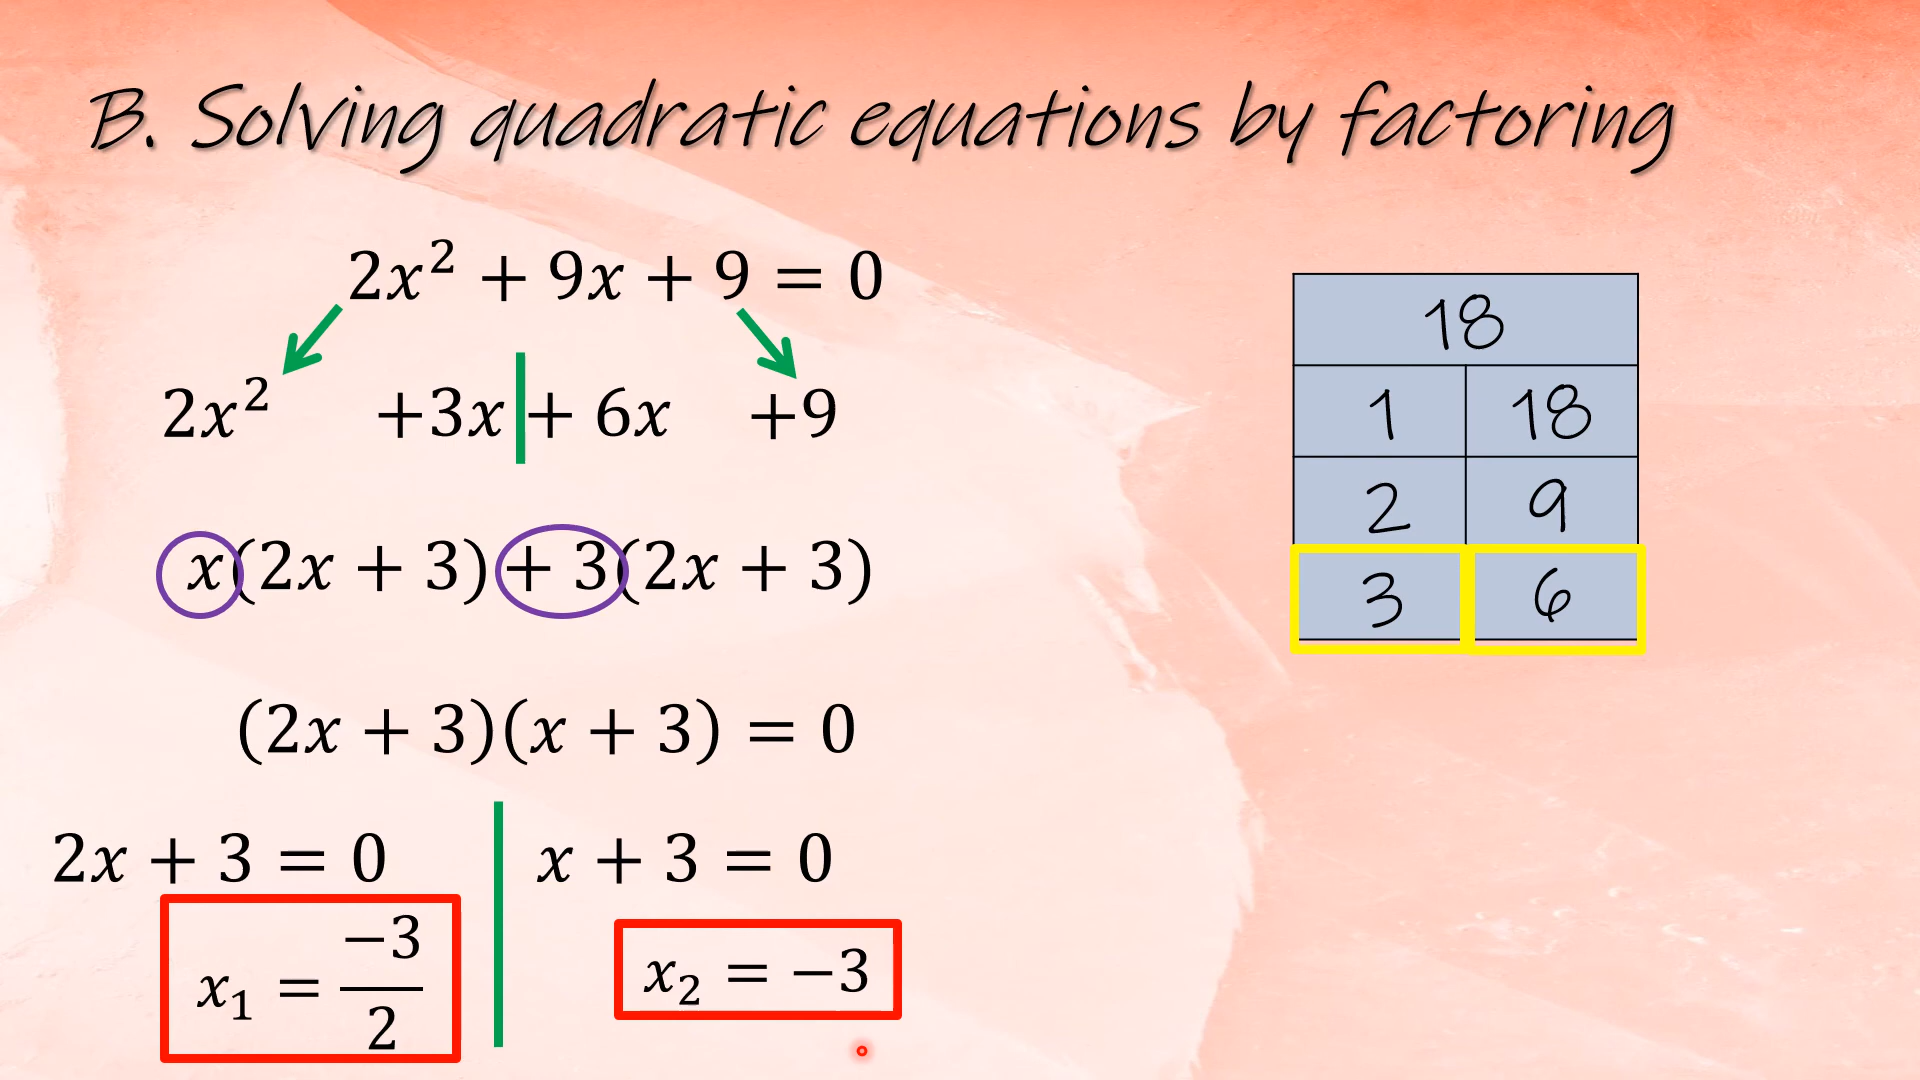 B. Solving quadratic equations by factoring
2x² + 9x + 9 = 0
2x² +3x + 6x +9
x(2x + 3) + 3(2x + 3)
(2x + 3)(x + 3) = 0
2x + 3 = 0
x₁ = −3/2
x + 3 = 0
x₂ = −3
18
1 18
2 9
3 6